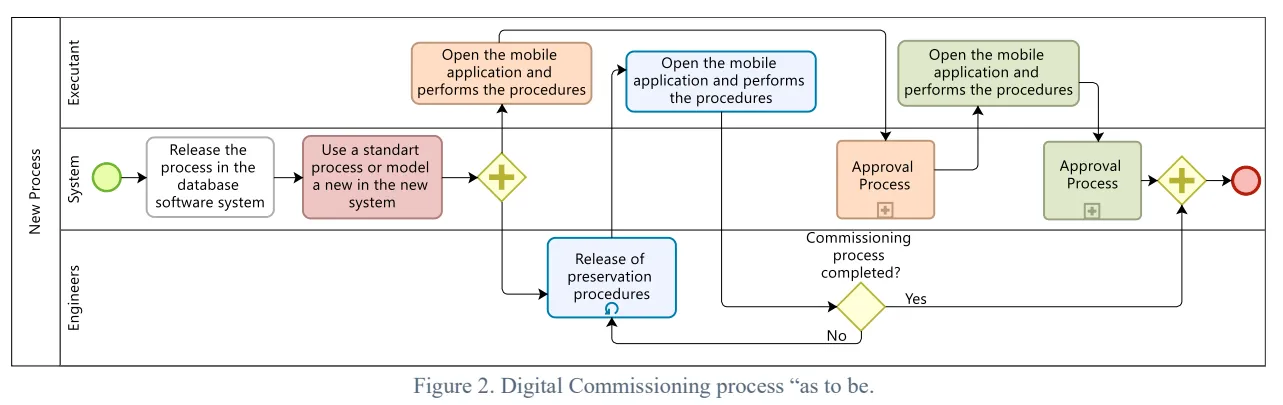 New Process
Executant
Open the mobile
application and
performs the procedures
Open the mobile
application and performs
the procedures
Open the mobile
application and
performs the procedures
System
Release the
process in the
database
software system
Use a standart
process or model
a new in the new
system
Approval
Process
Approval
Process
Engineers
Release of
preservation
procedures
Commissioning
process
completed?
Yes
No
Figure 2. Digital Commissioning process “as to be.